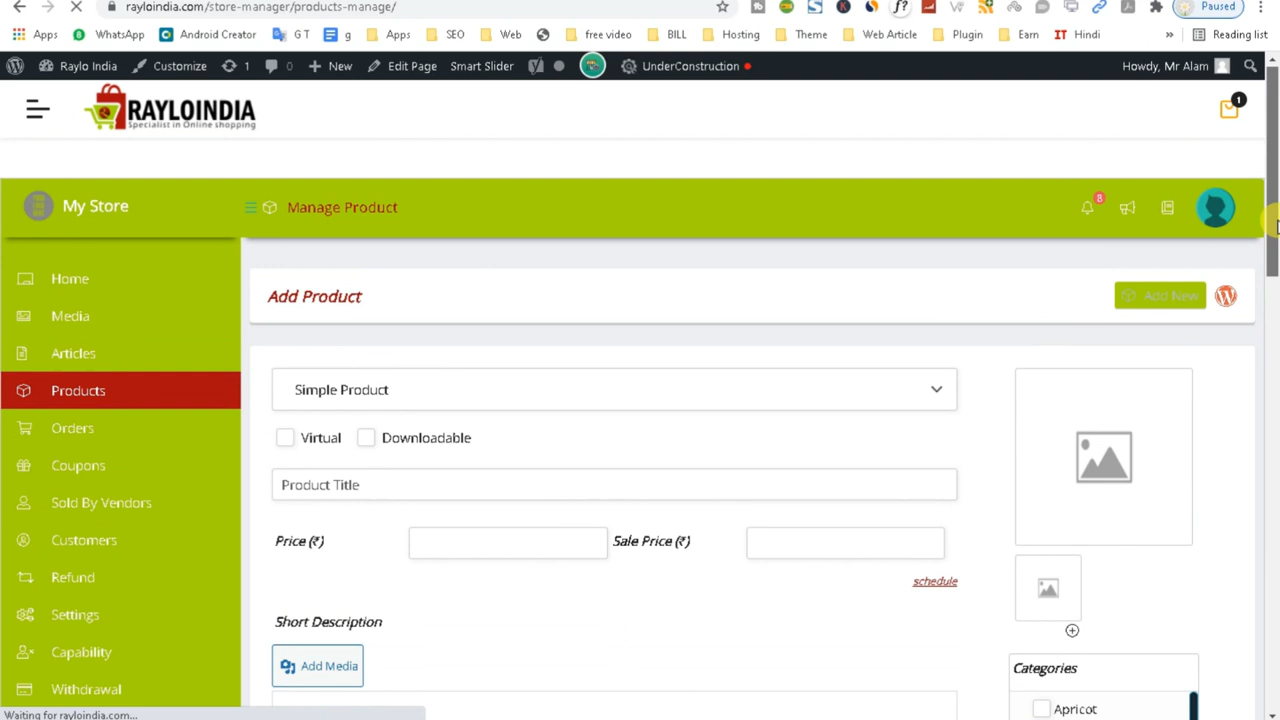 rayloindia.com/store-manager/products-manage/
Paused
Apps WhatsApp Android Creator G T g Apps SEO Web free video BILL Hosting Theme Web Article Plugin Earn IT Hindi » Reading list
Raylo India Customize 1 0 New Edit Page Smart Slider UnderConstruction Howdy, Mr Alam
RAYLOINDIA
Specialist in Online shopping
1
My Store
Manage Product
8
Home
Media
Articles
Products
Orders
Coupons
Sold By Vendors
Customers
Refund
Settings
Capability
Withdrawal
Add Product
Add New
Simple Product
Virtual Downloadable
Product Title
Price (₹) Sale Price (₹)
schedule
Short Description
Add Media
Categories
Apricot
Waiting for rayloindia.com...